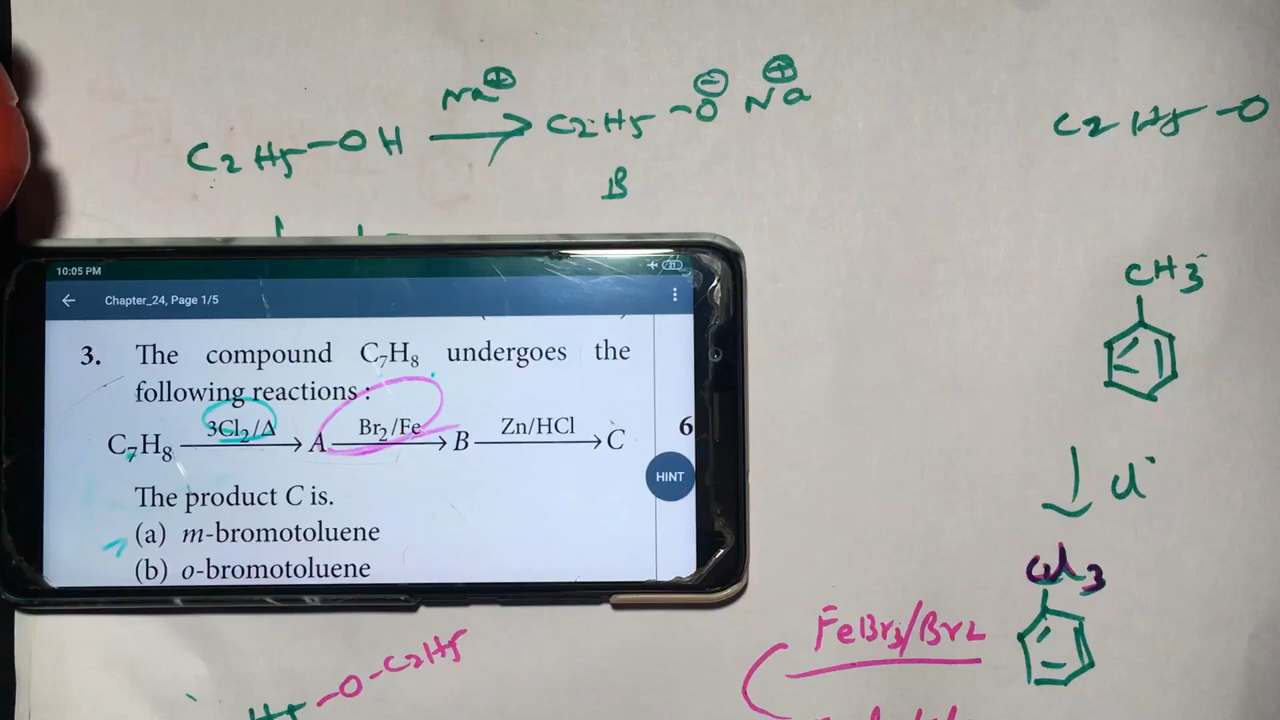 Na⊕
C2H5-OH → C2H5-O⊖ Na⊕
B
C2H5-O
10:05 PM
21
Chapter_24, Page 1/5
3. The compound C₇H₈ undergoes the
following reactions :
C₇H₈ 3Cl₂/Δ → A Br₂/Fe → B Zn/HCl → C
6
HINT
The product C is.
(a) m-bromotoluene
(b) o-bromotoluene
CH3
Cl·
CCl3
FeBr3/Br2
-O-C2H5